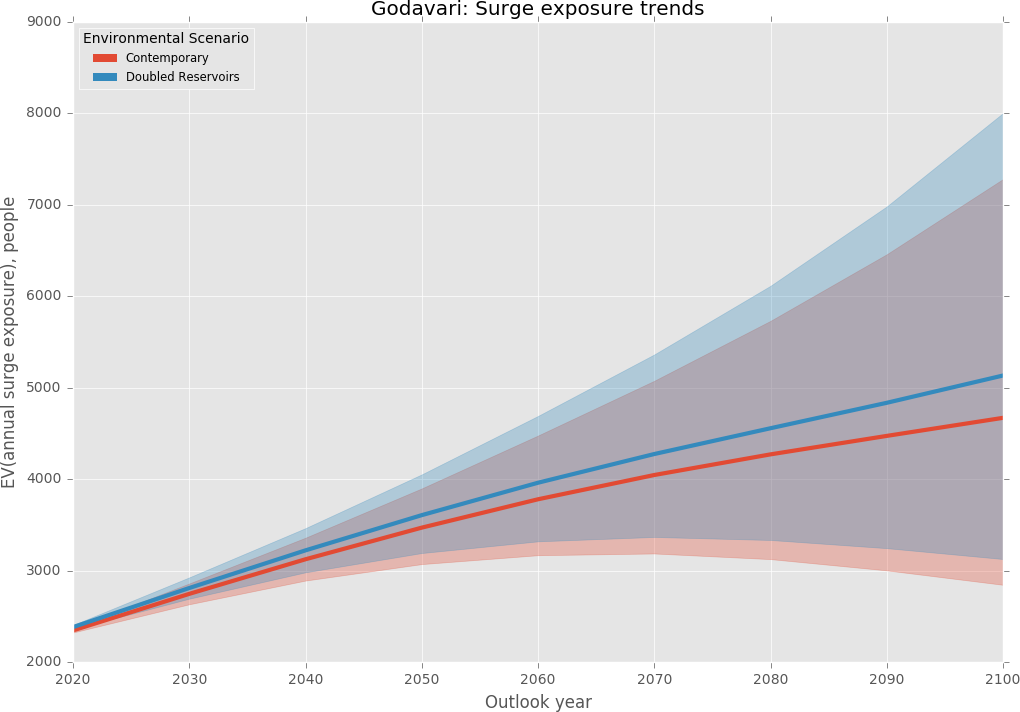 Godavari: Surge exposure trends
9000
8000
7000
6000
5000
4000
3000
2000
EV(annual surge exposure), people
Environmental Scenario
Contemporary
Doubled Reservoirs
2020 2030 2040 2050 2060 2070 2080 2090 2100
Outlook year